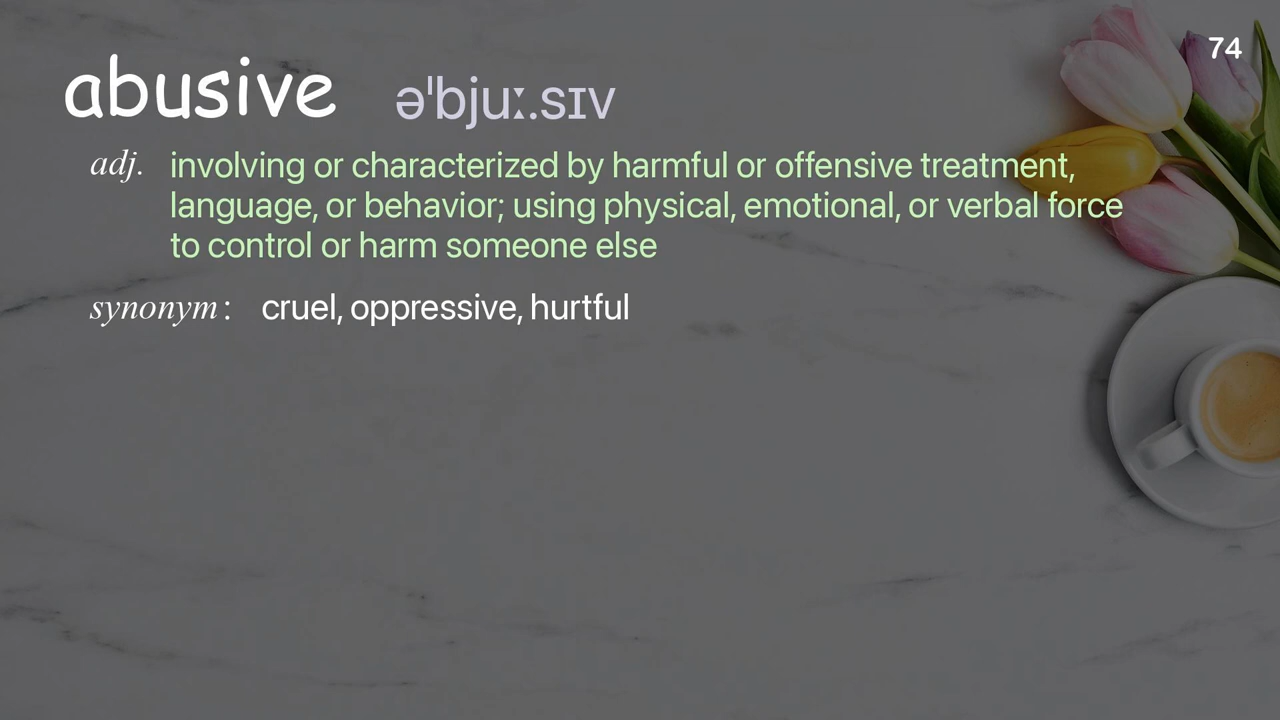 74
abusive əˈbjuː.sɪv
adj. involving or characterized by harmful or offensive treatment,
language, or behavior; using physical, emotional, or verbal force
to control or harm someone else
synonym: cruel, oppressive, hurtful